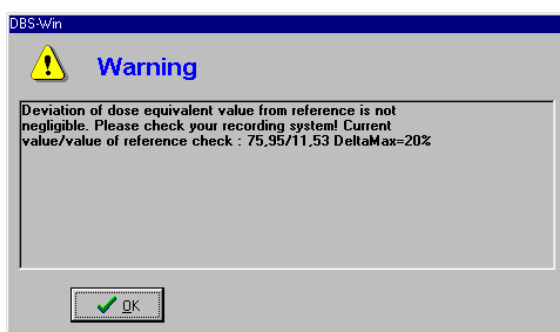 DBS-Win
Warning
Deviation of dose equivalent value from reference is not
negligible. Please check your recording system! Current
value/value of reference check : 75,95/11,53 DeltaMax=20%
OK